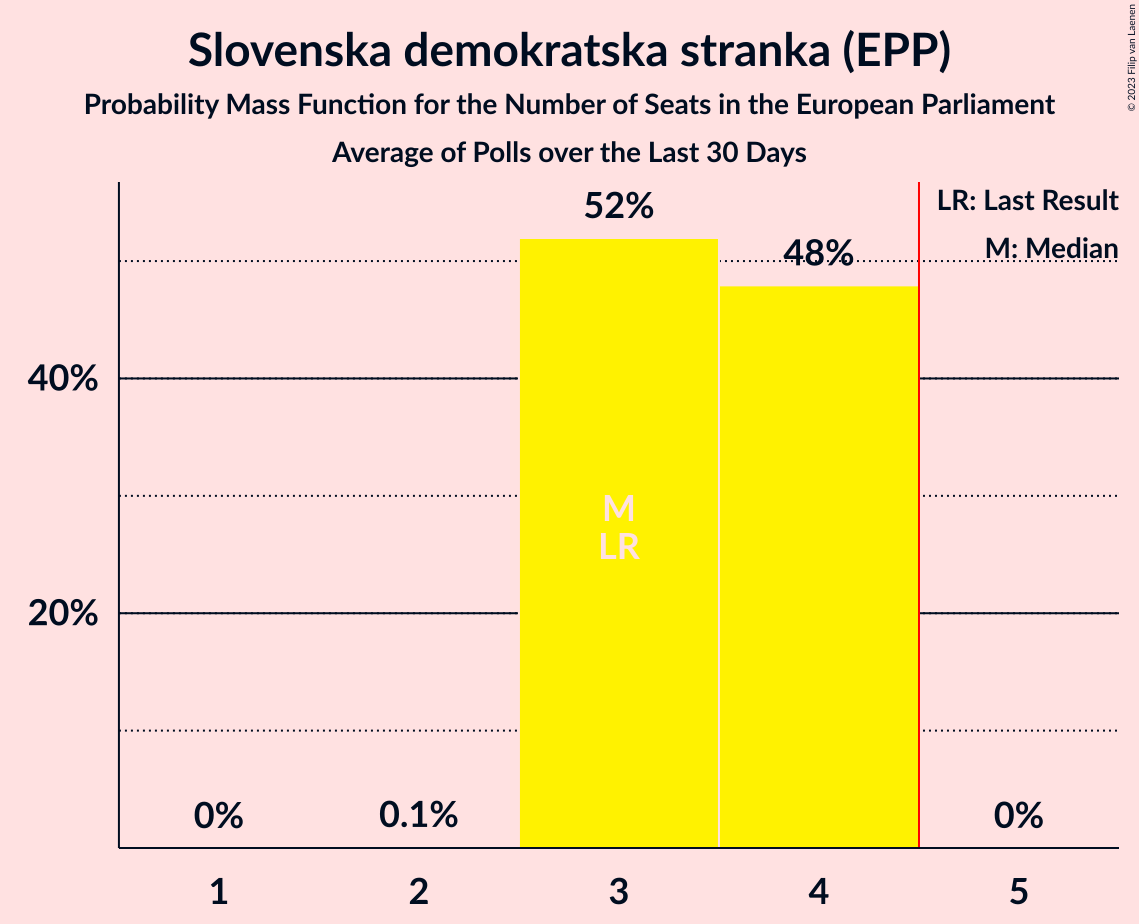 Slovenska demokratska stranka (EPP)
Probability Mass Function for the Number of Seats in the European Parliament
Average of Polls over the Last 30 Days
© 2023 Filip van Laenen
LR: Last Result
M: Median
52%
48%
40%
20%
M
LR
0%
0.1%
0%
1
2
3
4
5